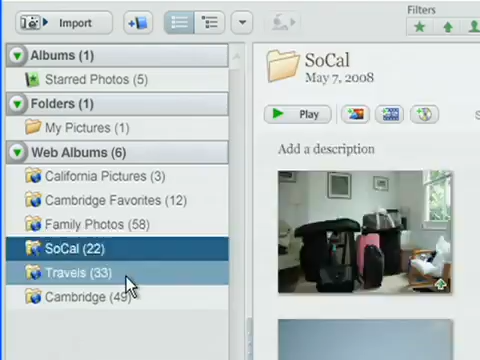 Import
Filters
Albums (1)
Starred Photos (5)
Folders (1)
My Pictures (1)
Web Albums (6)
California Pictures (3)
Cambridge Favorites (12)
Family Photos (58)
SoCal (22)
Travels (33)
Cambridge (49)
SoCal
May 7, 2008
Play
Add a description